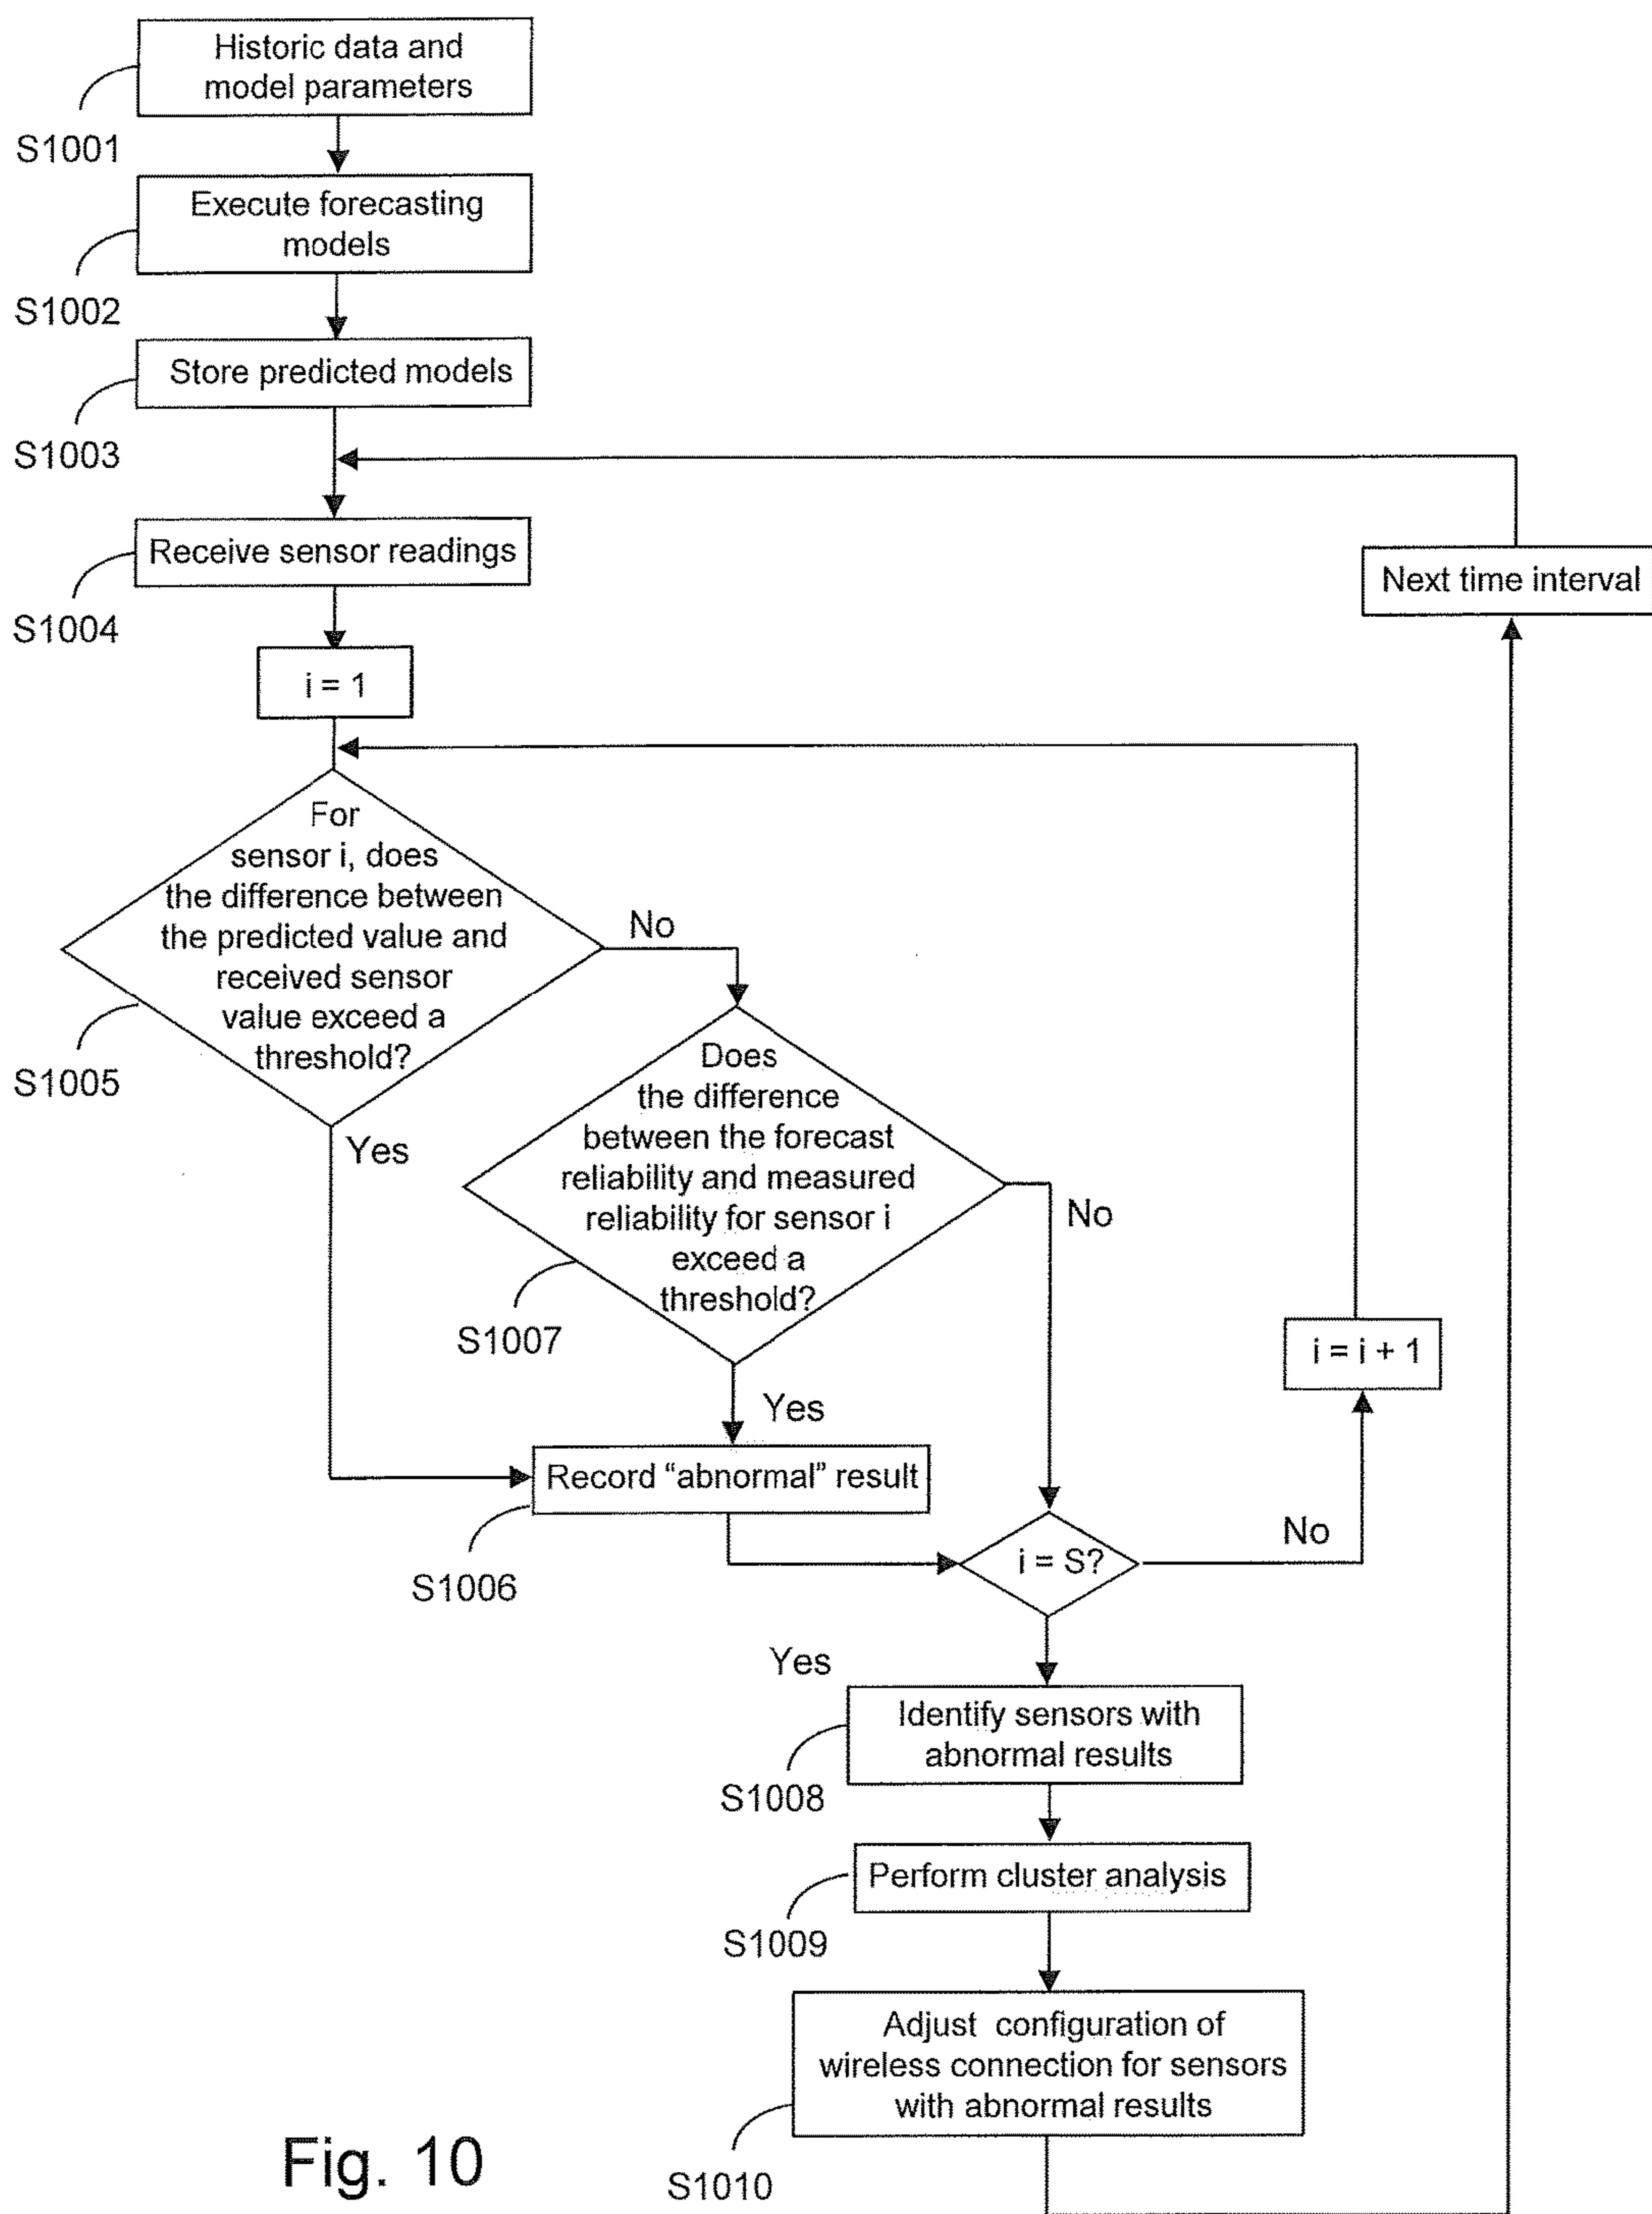 Historic data and
model parameters
S1001
Execute forecasting
models
S1002
Store predicted models
S1003
Receive sensor readings
S1004
Next time interval
i = 1
For
sensor i, does
the difference between
the predicted value and
received sensor
value exceed a
threshold?
S1005
No
Yes
Does
the difference
between the forecast
reliability and measured
reliability for sensor i
exceed a
threshold?
S1007
No
Yes
i = i + 1
Record “abnormal” result
S1006
i = S?
No
Yes
Identify sensors with
abnormal results
S1008
Perform cluster analysis
S1009
Adjust configuration of
wireless connection for sensors
with abnormal results
S1010
Fig. 10